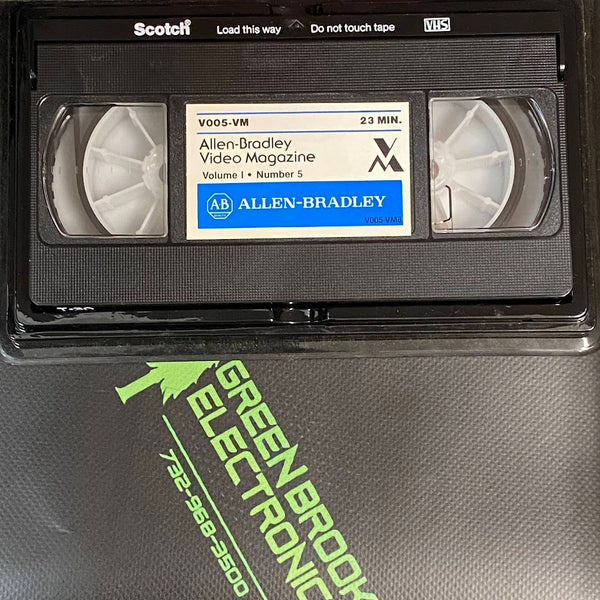 Scotch Load this way Do not touch tape VHS
V005-VM 23 MIN.
Allen-Bradley
Video Magazine
Volume I • Number 5
VM
AB ALLEN-BRADLEY
V005-VM8
GREEN BROOK
ELECTRONIC
732-968-3500